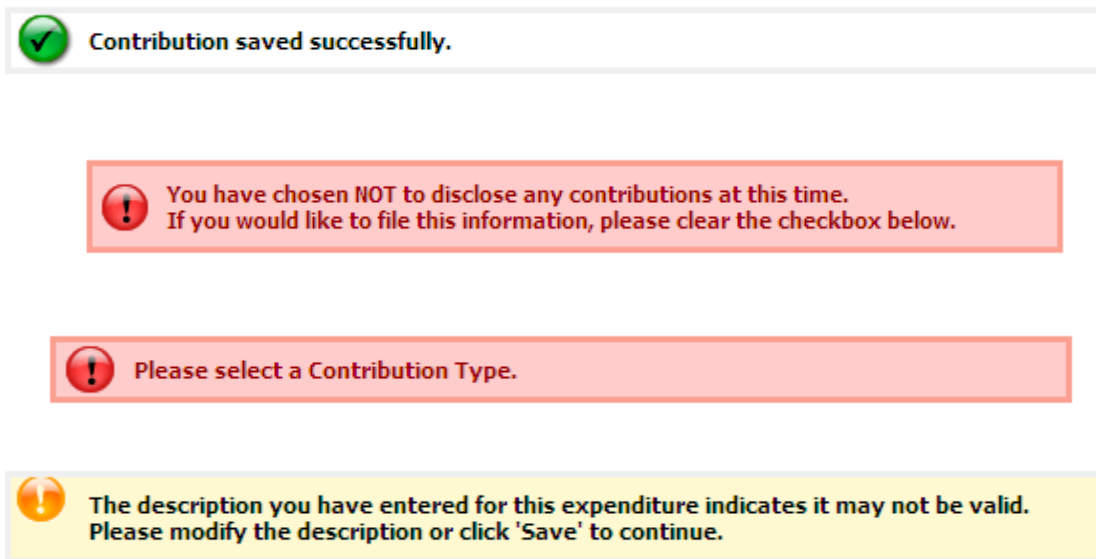 Contribution saved successfully.
You have chosen NOT to disclose any contributions at this time.
If you would like to file this information, please clear the checkbox below.
Please select a Contribution Type.
The description you have entered for this expenditure indicates it may not be valid.
Please modify the description or click 'Save' to continue.